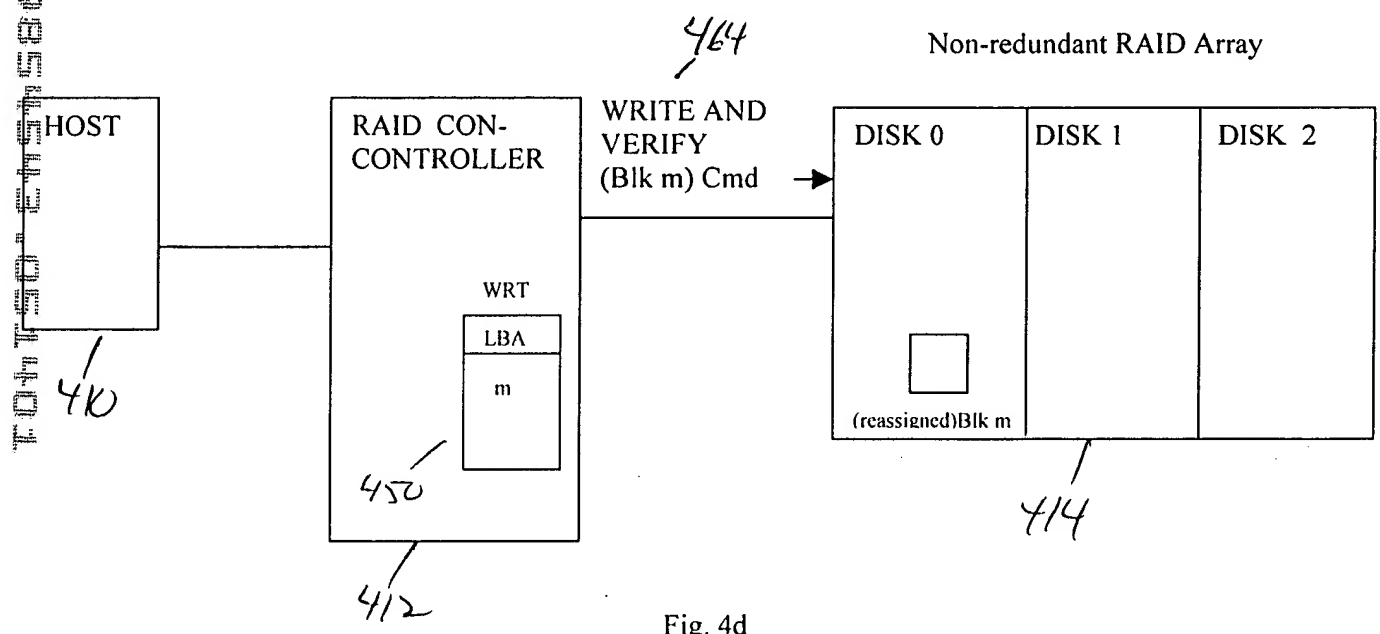 464
Non-redundant RAID Array
HOST
RAID CON-
CONTROLLER
WRITE AND
VERIFY
(Blk m) Cmd
DISK 0
DISK 1
DISK 2
WRT
LBA
m
(reassigned)Blk m
410
450
414
412
Fig. 4d